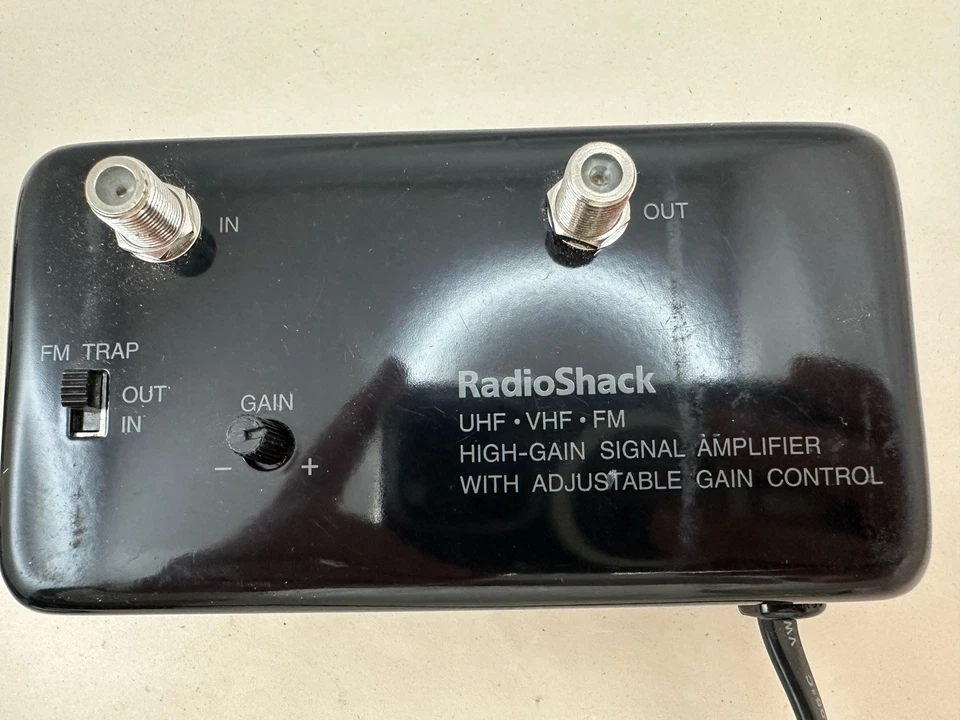 IN
OUT
FM TRAP
OUT
IN
GAIN
− +
RadioShack
UHF • VHF • FM
HIGH-GAIN SIGNAL AMPLIFIER
WITH ADJUSTABLE GAIN CONTROL